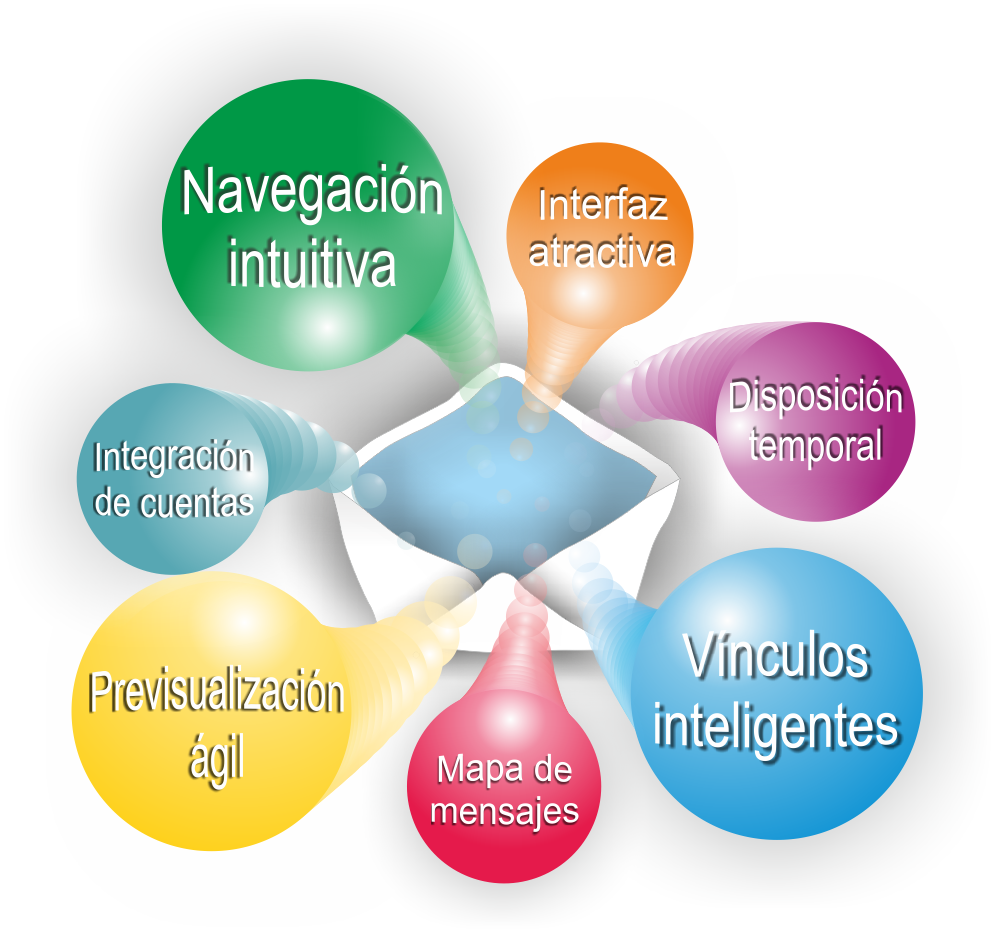 Navegación
intuitiva
Interfaz
atractiva
Disposición
temporal
Integración
de cuentas
Vínculos
inteligentes
Previsualización
ágil
Mapa de
mensajes